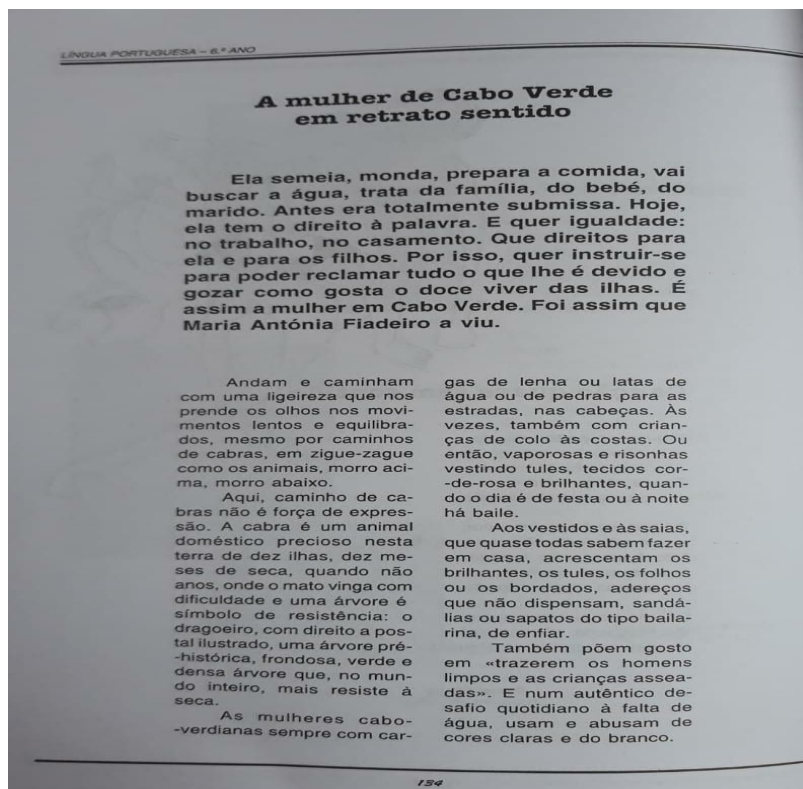 LÍNGUA PORTUGUESA – 6.º ANO
A mulher de Cabo Verde
em retrato sentido
Ela semeia, monda, prepara a comida, vai
buscar a água, trata da família, do bebé, do
marido. Antes era totalmente submissa. Hoje,
ela tem o direito à palavra. E quer igualdade:
no trabalho, no casamento. Que direitos para
ela e para os filhos. Por isso, quer instruir-se
para poder reclamar tudo o que lhe é devido e
gozar como gosta o doce viver das ilhas. É
assim a mulher em Cabo Verde. Foi assim que
Maria Antónia Fiadeiro a viu.
Andam e caminham
com uma ligeireza que nos
prende os olhos nos movi-
mentos lentos e equilibra-
dos, mesmo por caminhos
de cabras, em zigue-zague
como os animais, morro aci-
ma, morro abaixo.
Aqui, caminho de ca-
bras não é força de expres-
são. A cabra é um animal
doméstico precioso nesta
terra de dez ilhas, dez me-
ses de seca, quando não
anos, onde o mato vinga com
dificuldade e uma árvore é
símbolo de resistência: o
dragoeiro, com direito a pos-
tal ilustrado, uma árvore pré-
-histórica, frondosa, verde e
densa árvore que, no mun-
do inteiro, mais resiste à
seca.
As mulheres cabo-
-verdianas sempre com car-
gas de lenha ou latas de
água ou de pedras para as
estradas, nas cabeças. Às
vezes, também com crian-
ças de colo às costas. Ou
então, vaporosas e risonhas
vestindo tules, tecidos cor-
-de-rosa e brilhantes, quan-
do o dia é de festa ou à noite
há baile.
Aos vestidos e às saias,
que quase todas sabem fazer
em casa, acrescentam os
brilhantes, os tules, os folhos
ou os bordados, adereços
que não dispensam, sandá-
lias ou sapatos do tipo baila-
rina, de enfiar.
Também põem gosto
em «trazerem os homens
limpos e as crianças assea-
das». E num autêntico de-
safio quotidiano à falta de
água, usam e abusam de
cores claras e do branco.
134